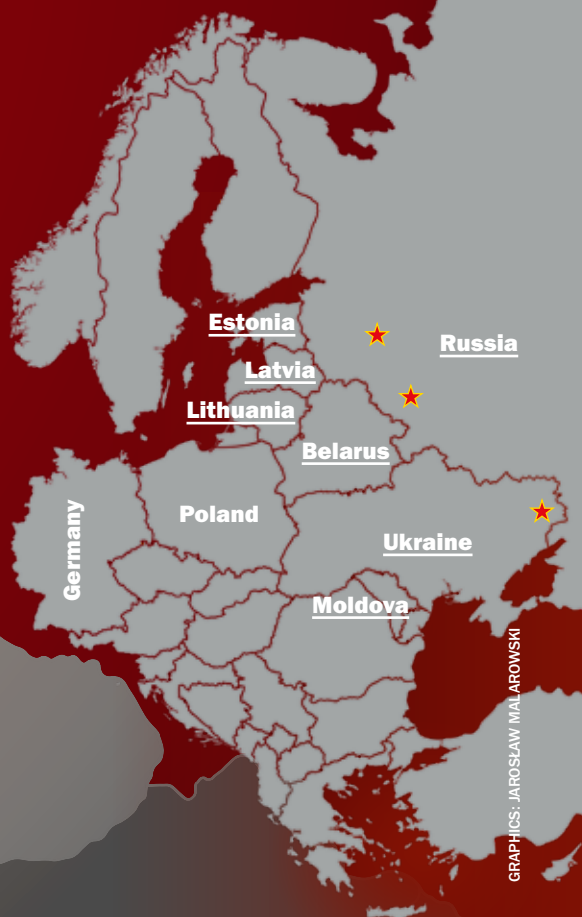 Estonia
Russia
Latvia
Lithuania
Belarus
Poland
Germany
Ukraine
Moldova
GRAPHICS: JAROSŁAW MALAROWSKI